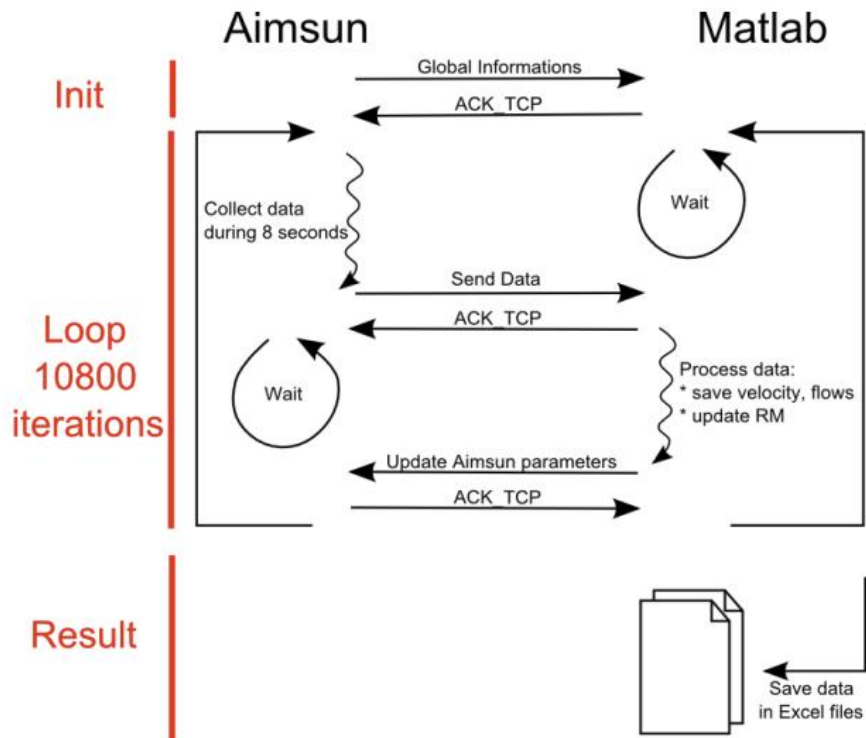 Aimsun
Matlab
Init
Global Informations
ACK_TCP
Collect data
during 8 seconds
Wait
Send Data
ACK_TCP
Loop
10800
iterations
Wait
Process data:
* save velocity, flows
* update RM
Update Aimsun parameters
ACK_TCP
Result
Save data
in Excel files